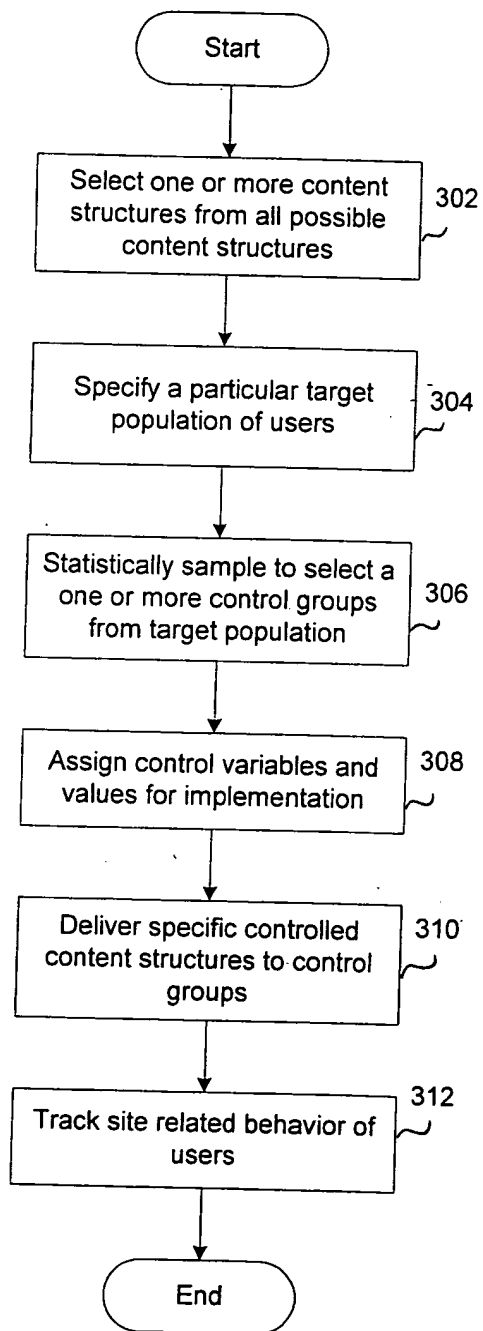 Start
Select one or more content
structures from all possible
content structures
302
Specify a particular target
population of users
304
Statistically sample to select a
one or more control groups
from target population
306
Assign control variables and
values for implementation
308
Deliver specific controlled
content structures to control
groups
310
Track site related behavior of
users
312
End